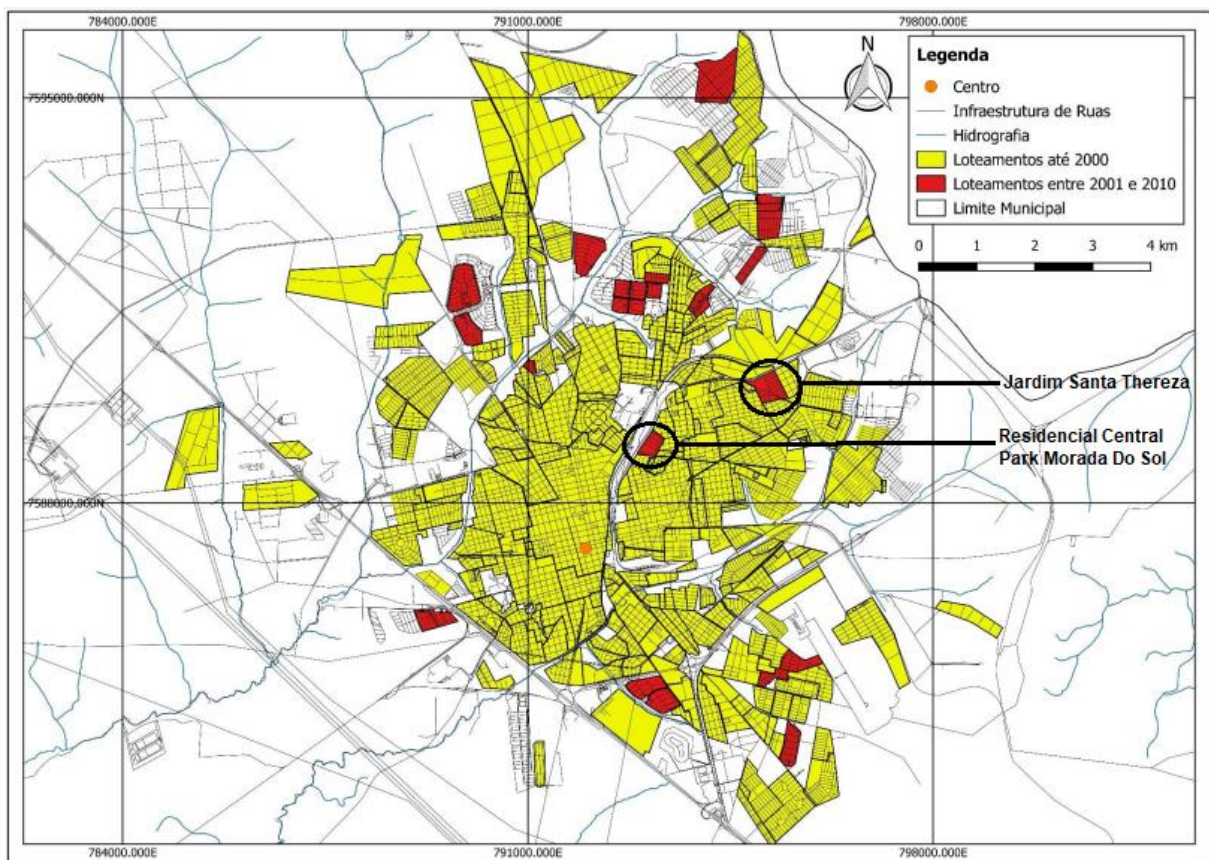 784000.000E
791000.000E
798000.000E
7595000.000N
N
Legenda
Centro
Infraestrutura de Ruas
Hidrografia
Loteamentos até 2000
Loteamentos entre 2001 e 2010
Limite Municipal
0 1 2 3 4 km
Jardim Santa Thereza
Residencial Central
Park Morada Do Sol
7588000.000N
784000.000E
791000.000E
798000.000E